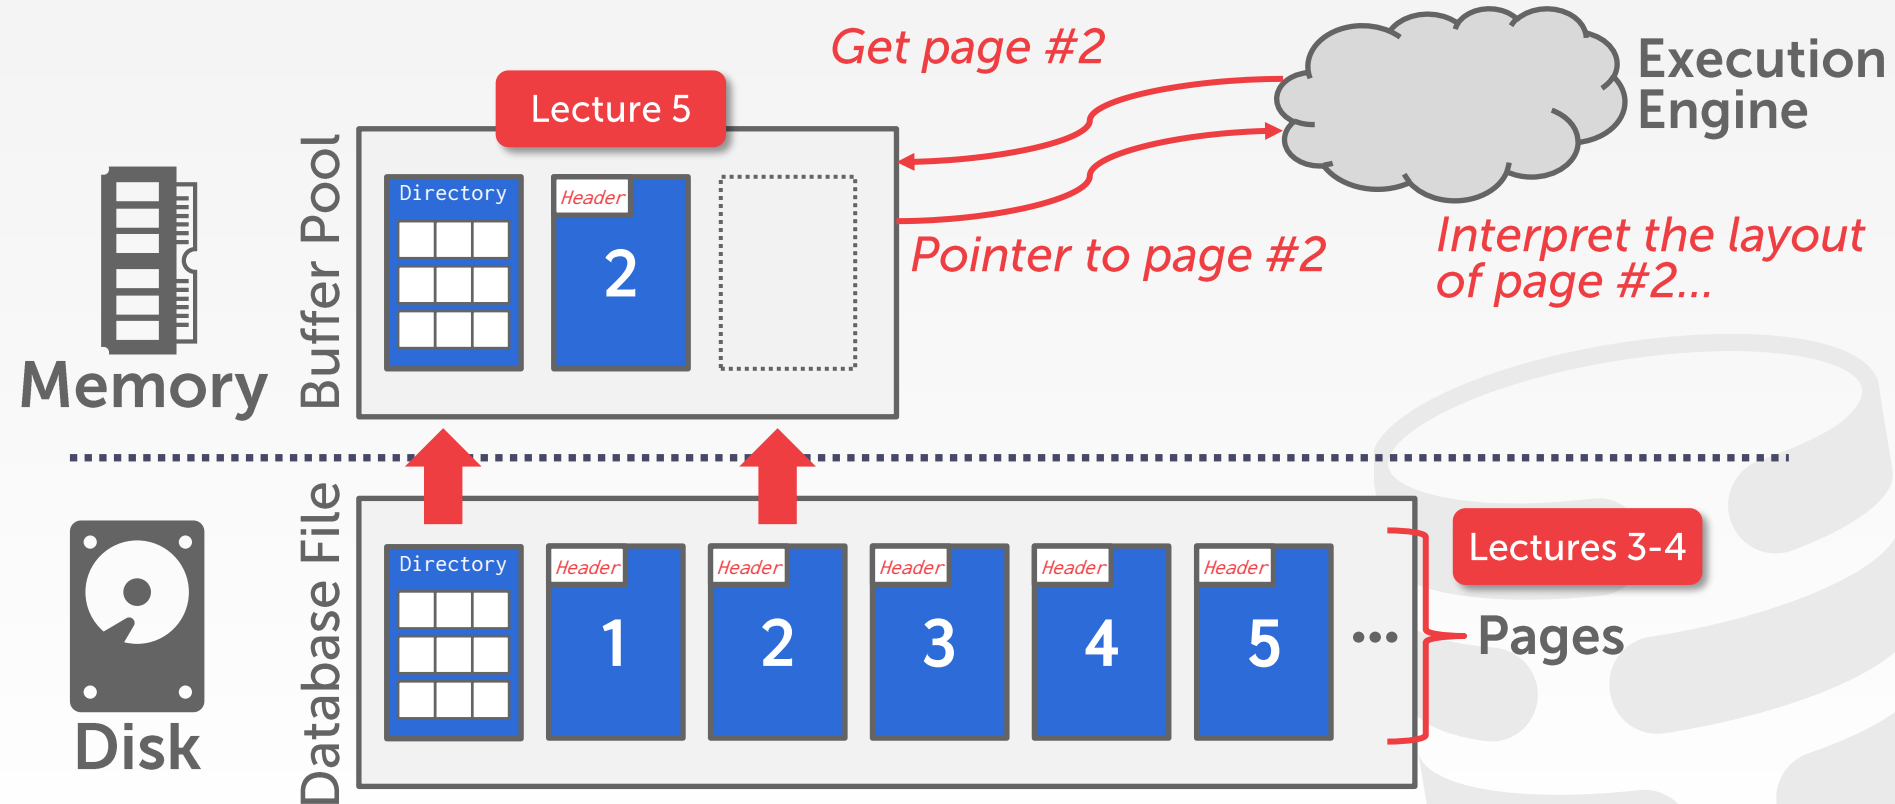 Get page #2
Execution
Engine
Lecture 5
Buffer Pool
Directory
Header
2
Pointer to page #2
Interpret the layout
of page #2...
Memory
Database File
Directory
Header
1
Header
2
Header
3
Header
4
Header
5
...
Lectures 3-4
Pages
Disk